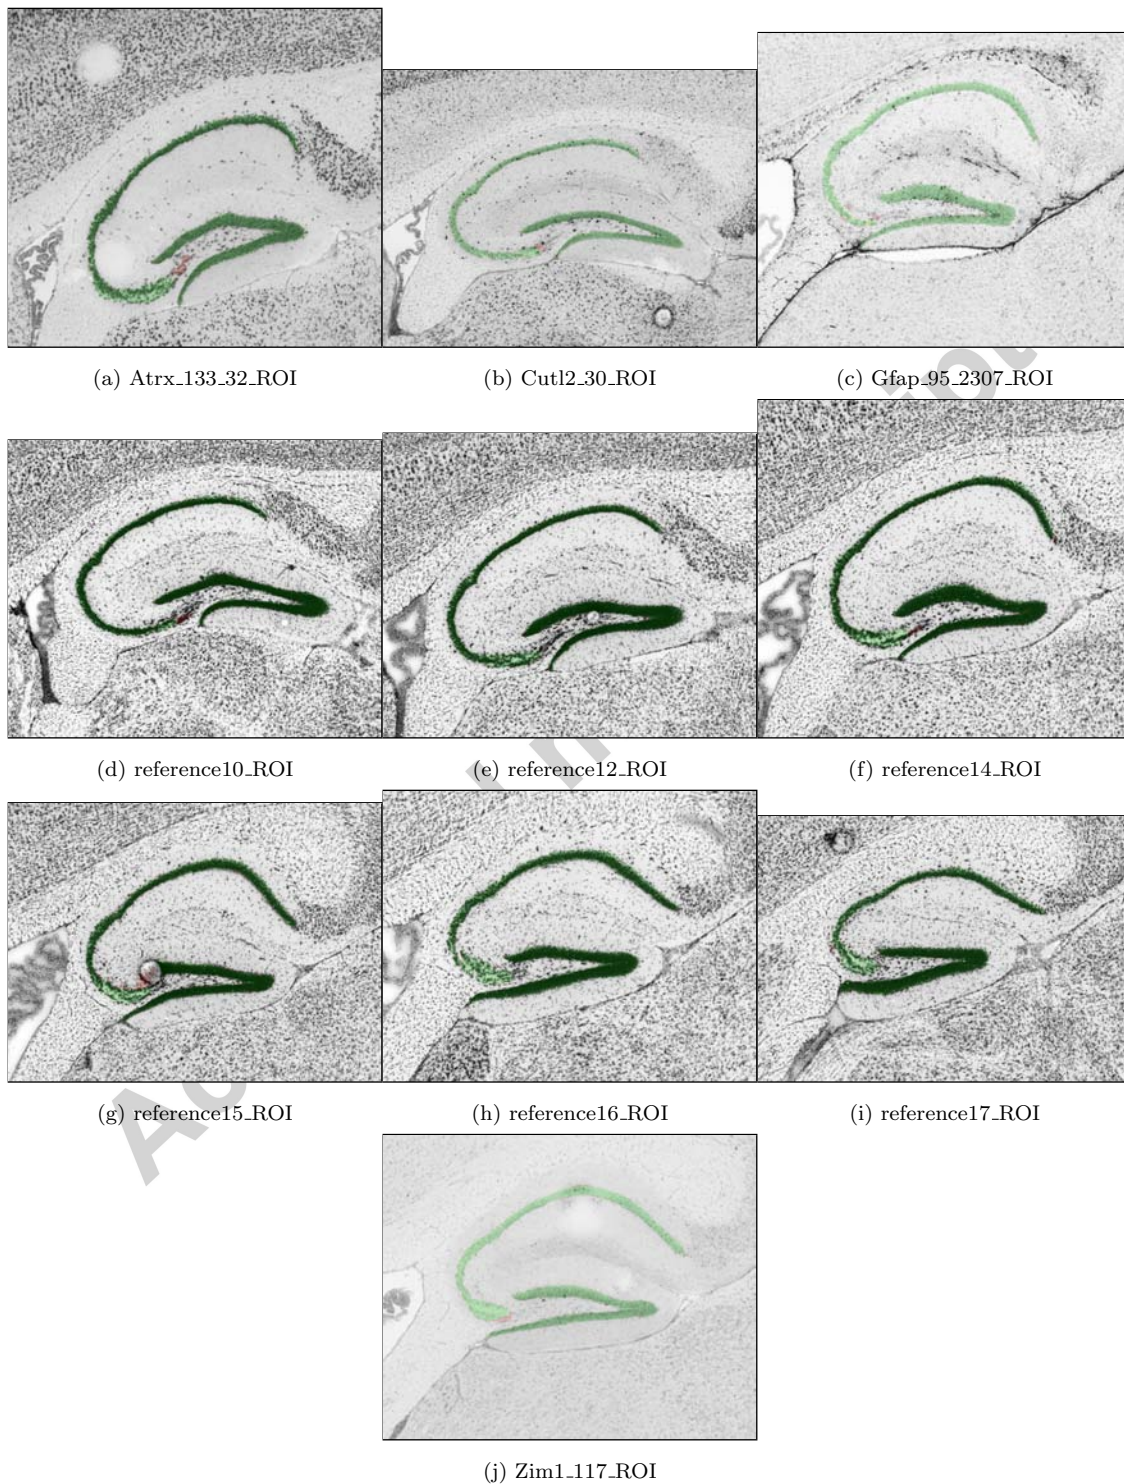 (a) Atrx_133_32_ROI
(b) Cutl2_30_ROI
(c) Gfap_95_2307_ROI
(d) reference10_ROI
(e) reference12_ROI
(f) reference14_ROI
(g) reference15_ROI
(h) reference16_ROI
(i) reference17_ROI
(j) Zim1_117_ROI